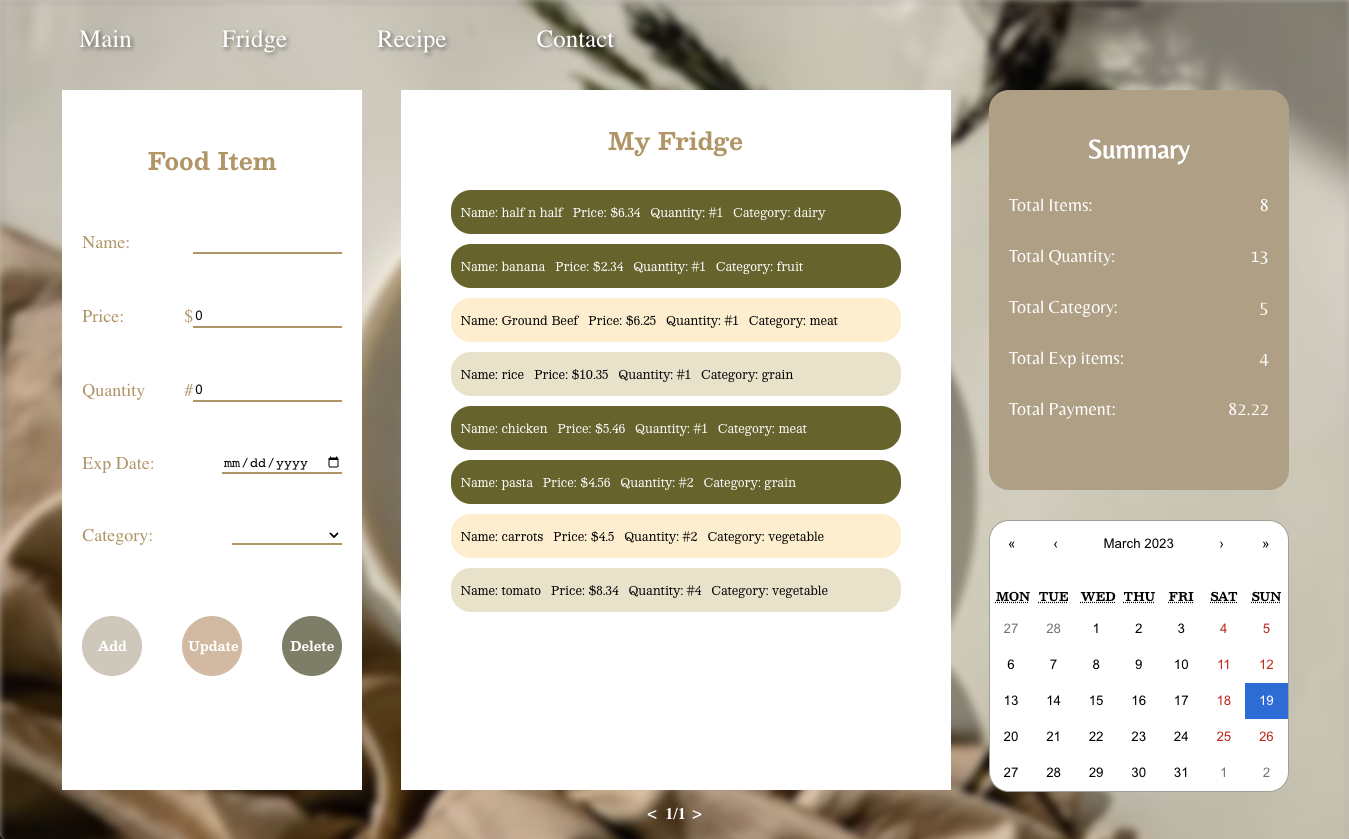 Main Fridge Recipe Contact
Food Item
Name:
Price: $0
Quantity #0
Exp Date: mm/dd/yyyy
Category:
Add Update Delete
My Fridge
Name: half n half Price: $6.34 Quantity: #1 Category: dairy
Name: banana Price: $2.34 Quantity: #1 Category: fruit
Name: Ground Beef Price: $6.25 Quantity: #1 Category: meat
Name: rice Price: $10.35 Quantity: #1 Category: grain
Name: chicken Price: $5.46 Quantity: #1 Category: meat
Name: pasta Price: $4.56 Quantity: #2 Category: grain
Name: carrots Price: $4.5 Quantity: #2 Category: vegetable
Name: tomato Price: $8.34 Quantity: #4 Category: vegetable
< 1/1 >
Summary
Total Items: 8
Total Quantity: 13
Total Category: 5
Total Exp items: 4
Total Payment: 82.22
« ‹ March 2023 › »
MON TUE WED THU FRI SAT SUN
27 28 1 2 3 4 5
6 7 8 9 10 11 12
13 14 15 16 17 18 19
20 21 22 23 24 25 26
27 28 29 30 31 1 2